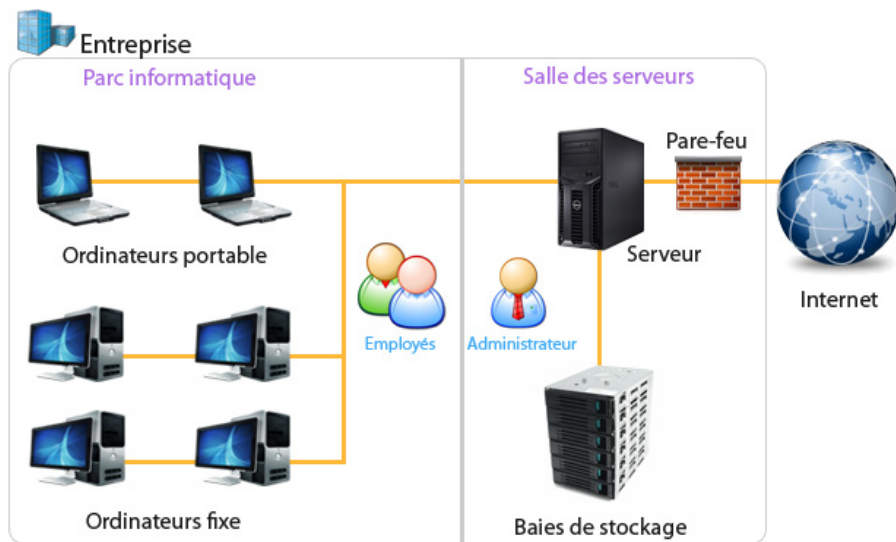 Entreprise
Parc informatique
Salle des serveurs
Pare-feu
Ordinateurs portable
Serveur
Internet
Employés
Administrateur
Ordinateurs fixe
Baies de stockage